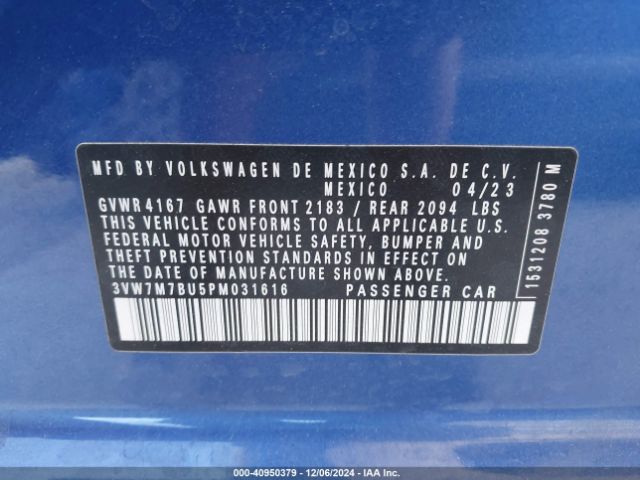 MFD BY VOLKSWAGEN DE MEXICO S.A. DE C.V.
MEXICO 04/23
GVWR 4167 GAWR FRONT 2183 / REAR 2094 LBS
THIS VEHICLE CONFORMS TO ALL APPLICABLE U.S.
FEDERAL MOTOR VEHICLE SAFETY, BUMPER AND
THEFT PREVENTION STANDARDS IN EFFECT ON
THE DATE OF MANUFACTURE SHOWN ABOVE.
3VW7M7BU5PM031616 PASSENGER CAR
1531208 3780 M
000-40950379 - 12/06/2024 - IAA Inc.